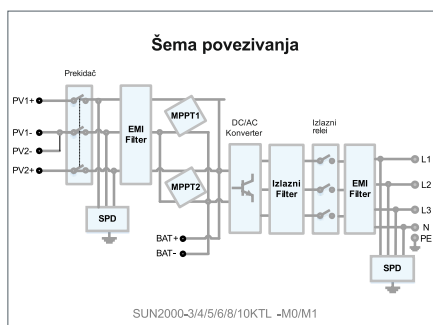 Šema povezivanja
Prekidač
PV1+
PV1-
PV2-
PV2+
EMI
Filter
SPD
MPPT1
MPPT2
BAT+
BAT-
DC/AC
Konverter
Izlazni
Filter
Izlazni
relei
EMI
Filter
L1
L2
L3
N
PE
SPD
SUN2000-3/4/5/6/8/10KTL -M0/M1